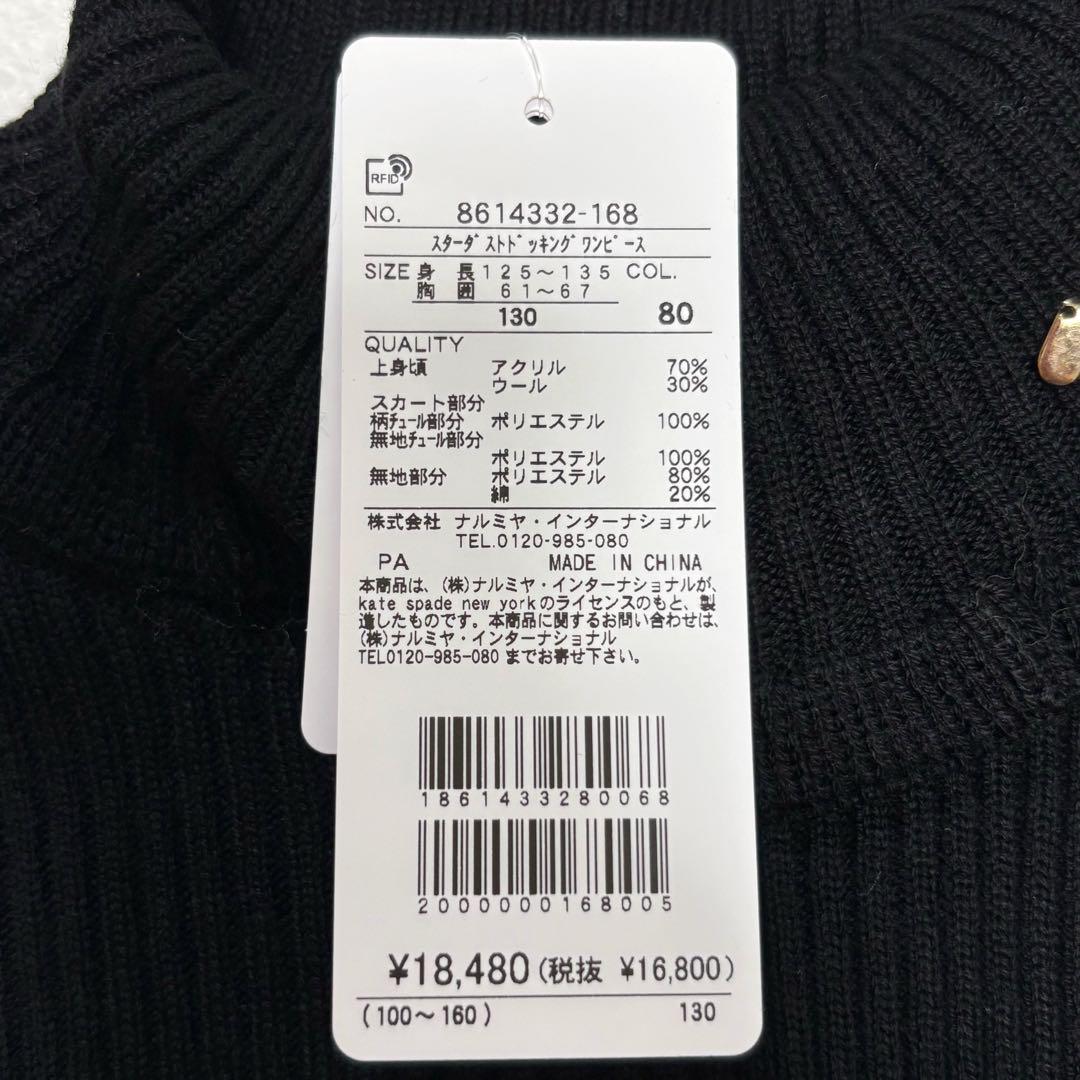 RFID
NO. 8614332-168
ｽﾀｰﾀﾞｽﾄﾄﾞｯｷﾝｸﾞﾜﾝﾋﾟｰｽ
SIZE 身 長 125～135 COL.
胸 囲 61～67
130 80
QUALITY
上身頃 アクリル 70%
ウール 30%
スカート部分
柄ﾁｭｰﾙ部分 ポリエステル 100%
無地ﾁｭｰﾙ部分
ポリエステル 100%
無地部分 ポリエステル 80%
綿 20%
株式会社 ナルミヤ・インターナショナル
TEL.0120-985-080
PA MADE IN CHINA
本商品は、(株)ナルミヤ・インターナショナルが、
kate spade new yorkのライセンスのもと、製
造したものです。本商品に関するお問い合わせは、
(株)ナルミヤ・インターナショナル
TEL0120-985-080 までお寄せ下さい。
1861433280068
2000000168005
¥18,480(税抜 ¥16,800)
(100～160) 130